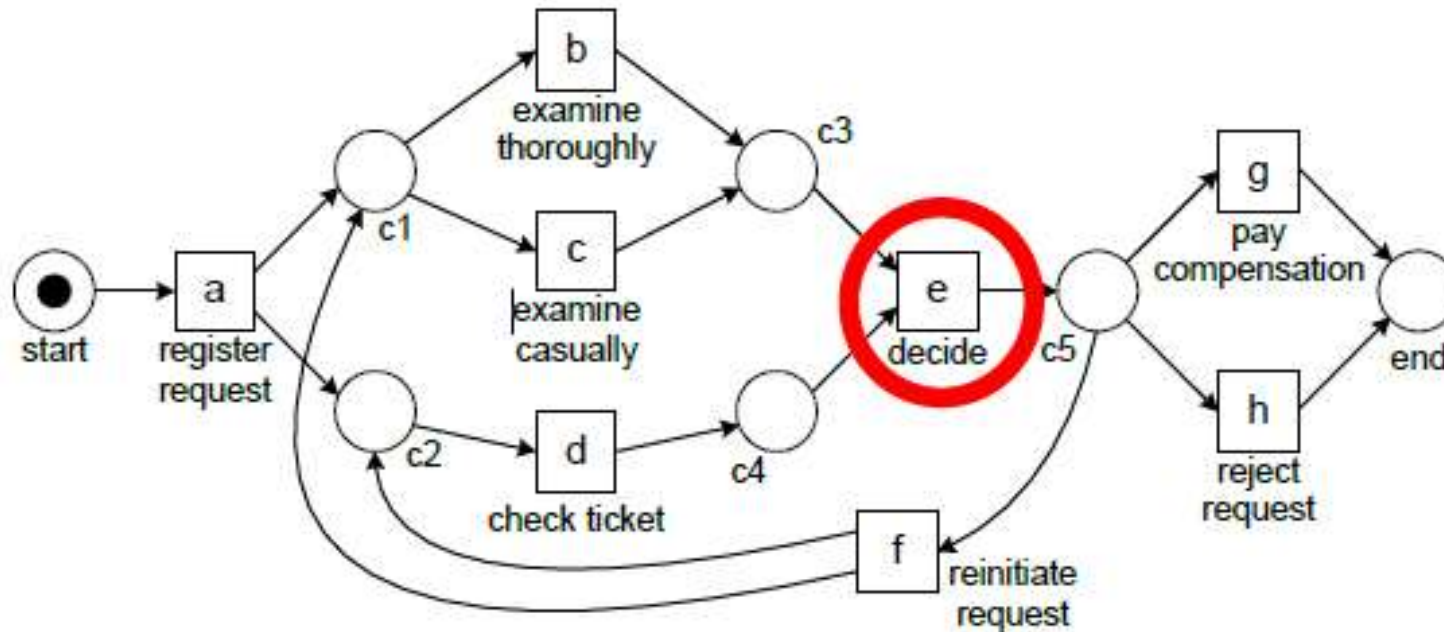 b
examine
thoroughly
c3
g
pay
compensation
c1
c
examine
casually
a
register
request
start
e
decide
c5
end
c2
d
check ticket
c4
h
reject
request
f
reinitiate
request